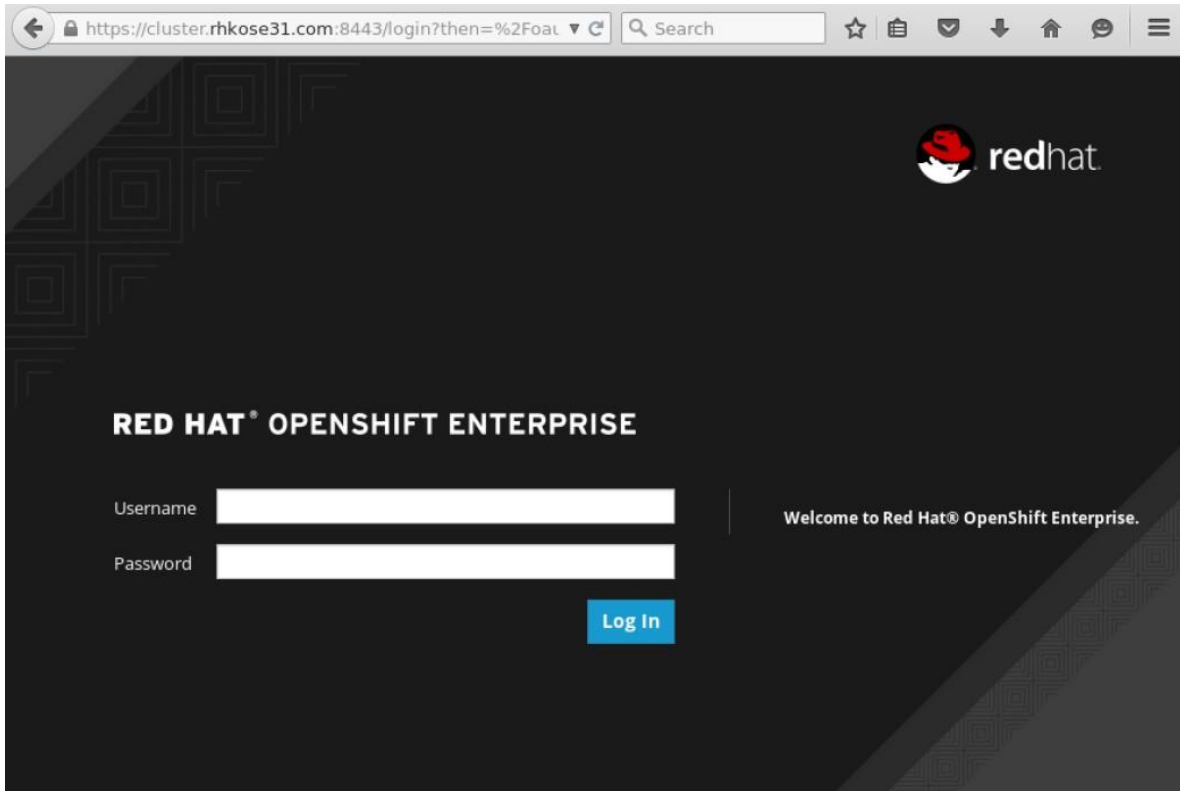 https://cluster.rhkose31.com:8443/login?then=%2Foau
Search
redhat.
RED HAT® OPENSHIFT ENTERPRISE
Username
Welcome to Red Hat® OpenShift Enterprise.
Password
Log In